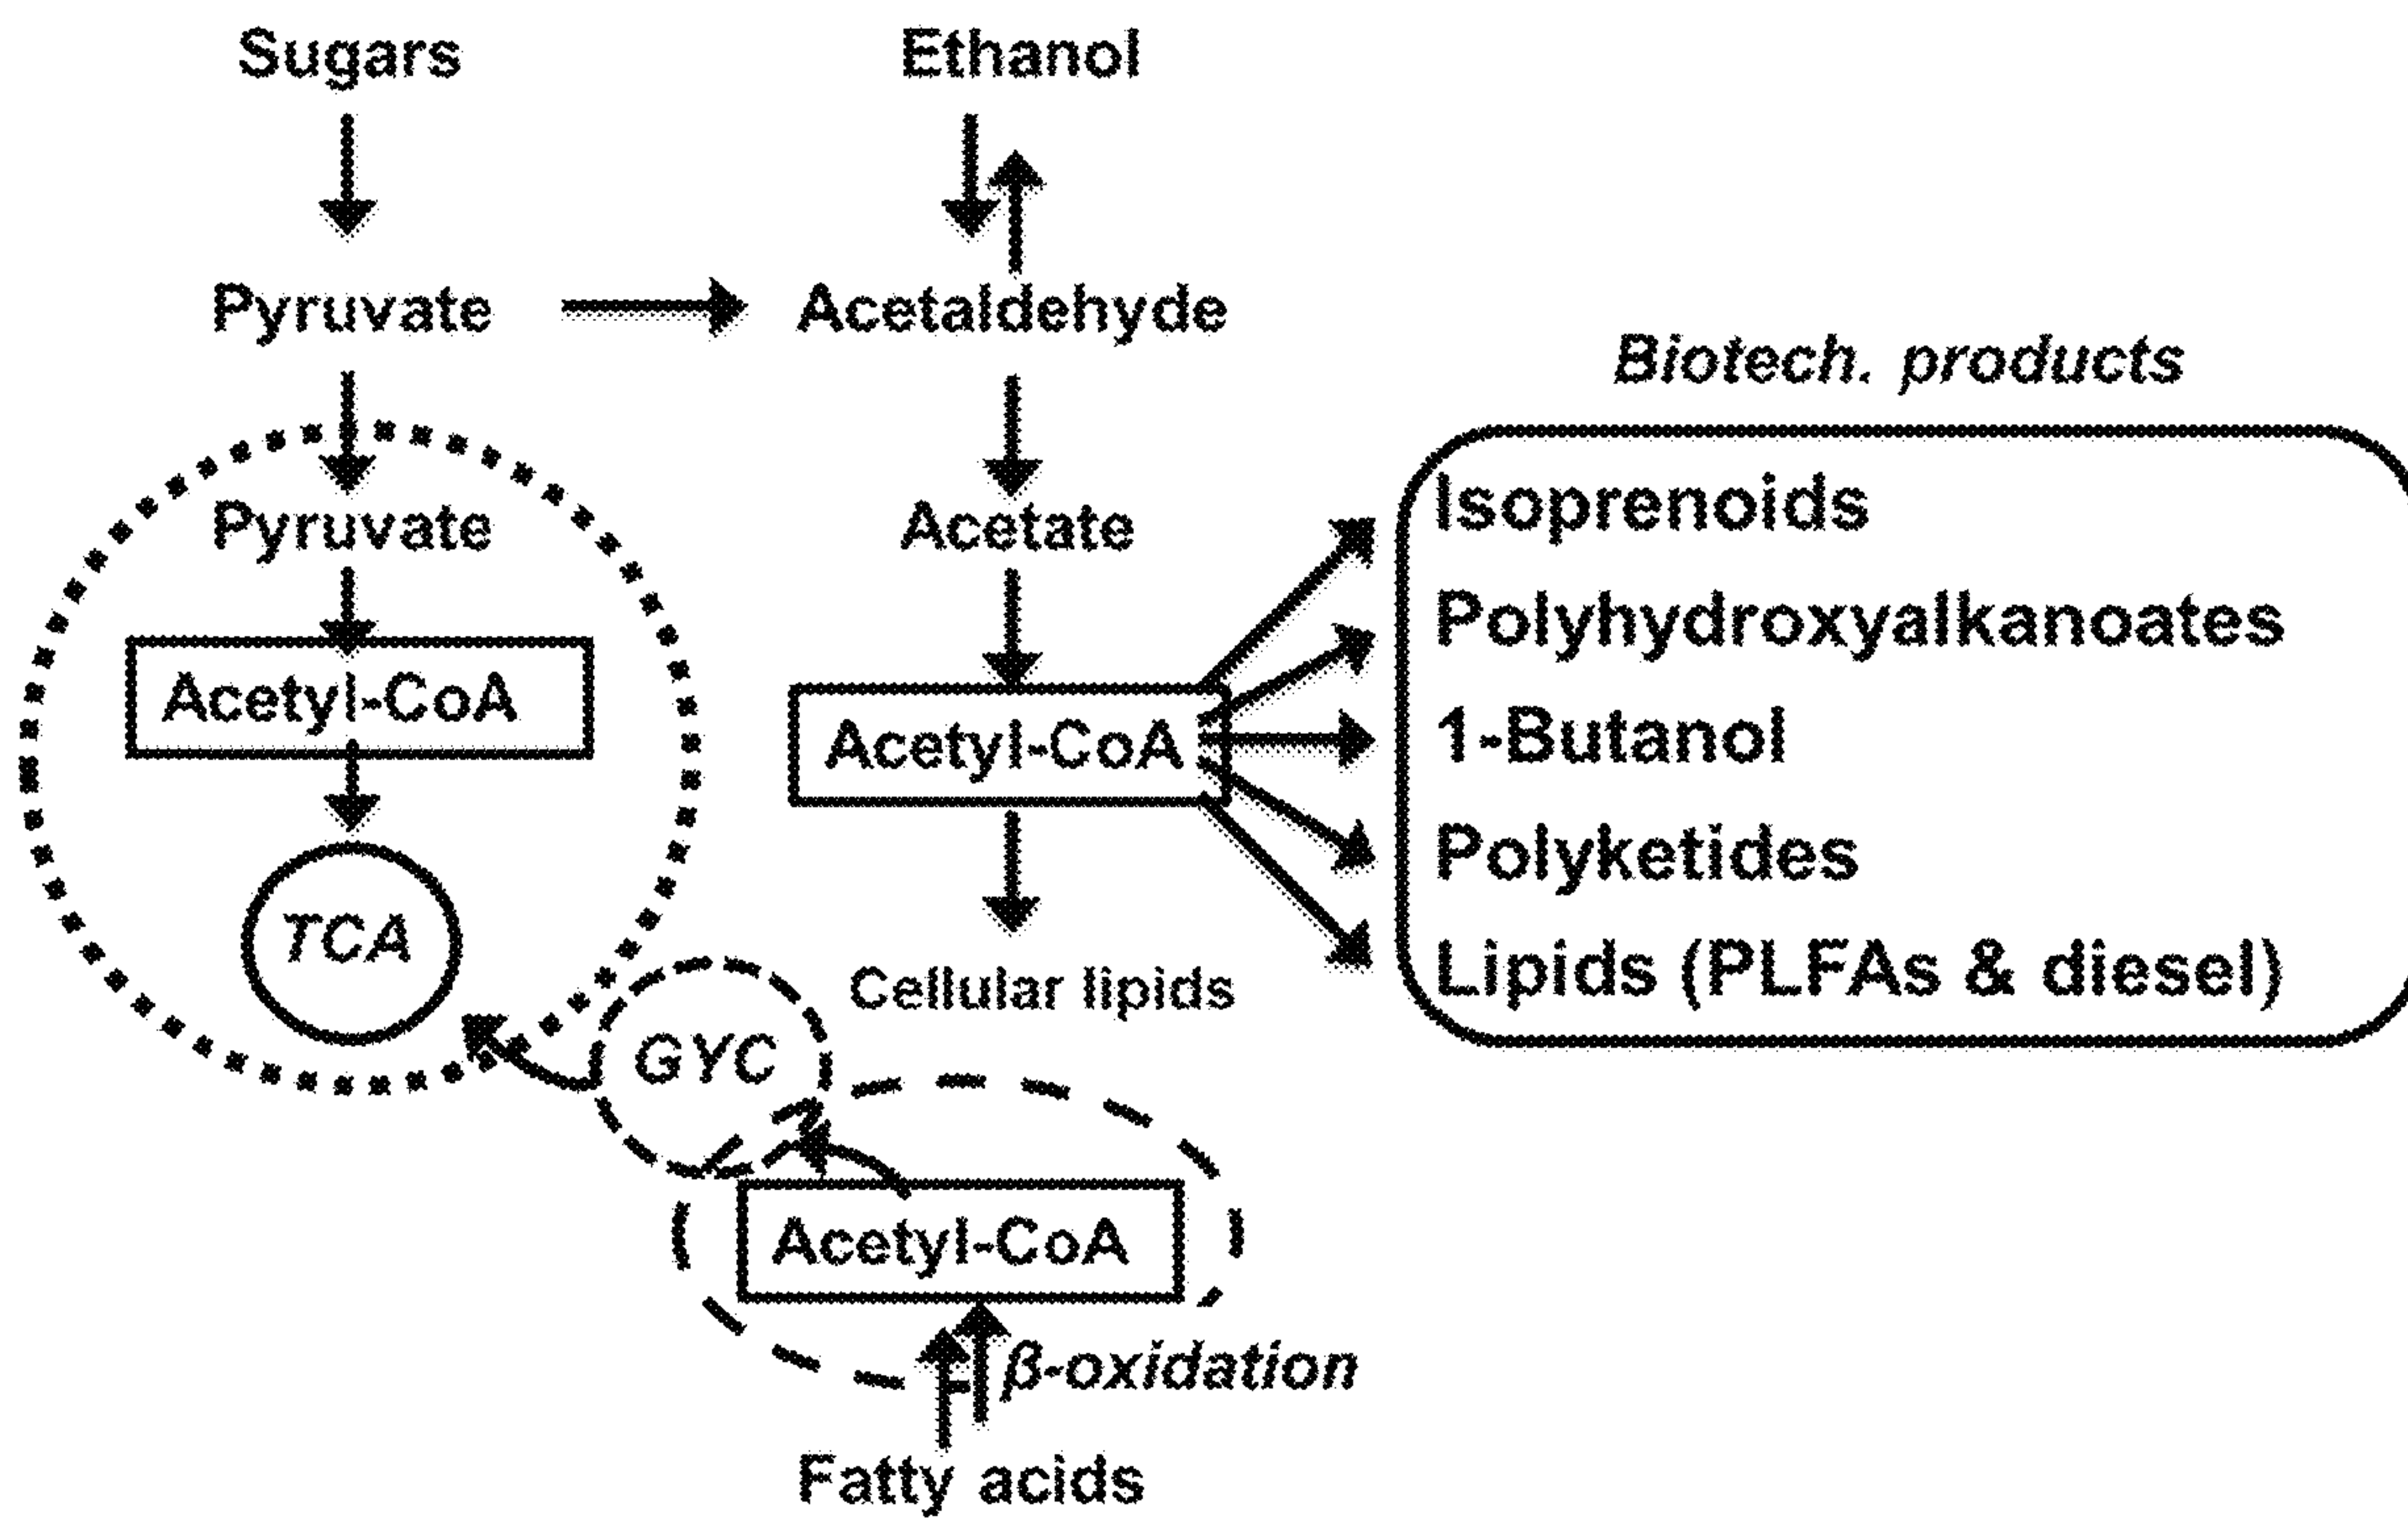 Sugars
Ethanol
Pyruvate
Acetaldehyde
Biotech. products
Pyruvate
Acetate
Isoprenoids
Polyhydroxyalkanoates
Acetyl-CoA
Acetyl-CoA
1-Butanol
Polyketides
TCA
Cellular lipids
Lipids (PLFAs & diesel)
GYC
Acetyl-CoA
β-oxidation
Fatty acids